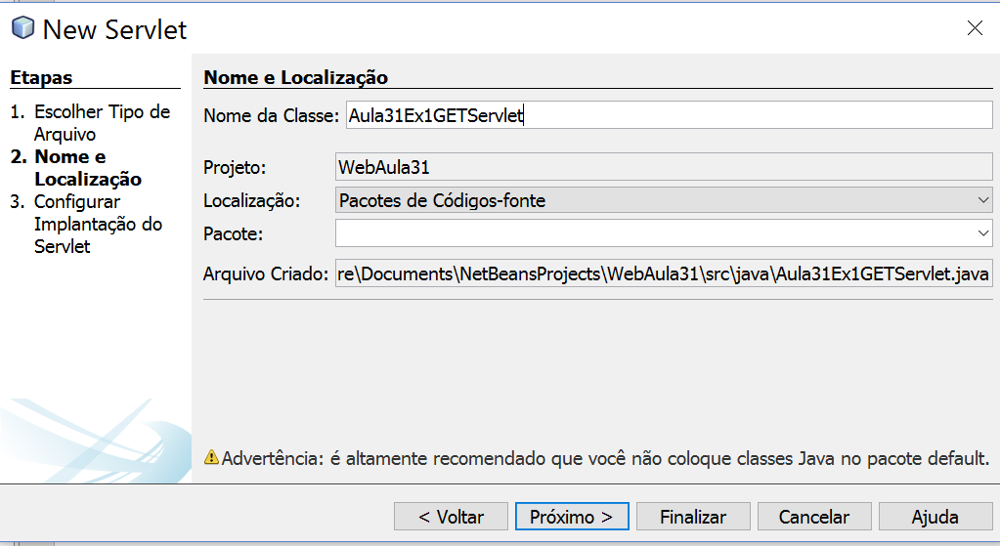 New Servlet
Etapas
1. Escolher Tipo de
Arquivo
2. Nome e
Localização
3. Configurar
Implantação do
Servlet
Nome e Localização
Nome da Classe: Aula31Ex1GETServlet
Projeto: WebAula31
Localização: Pacotes de Códigos-fonte
Pacote:
Arquivo Criado: re\Documents\NetBeansProjects\WebAula31\src\java\Aula31Ex1GETServlet.java
Advertência: é altamente recomendado que você não coloque classes Java no pacote default.
< Voltar Próximo > Finalizar Cancelar Ajuda